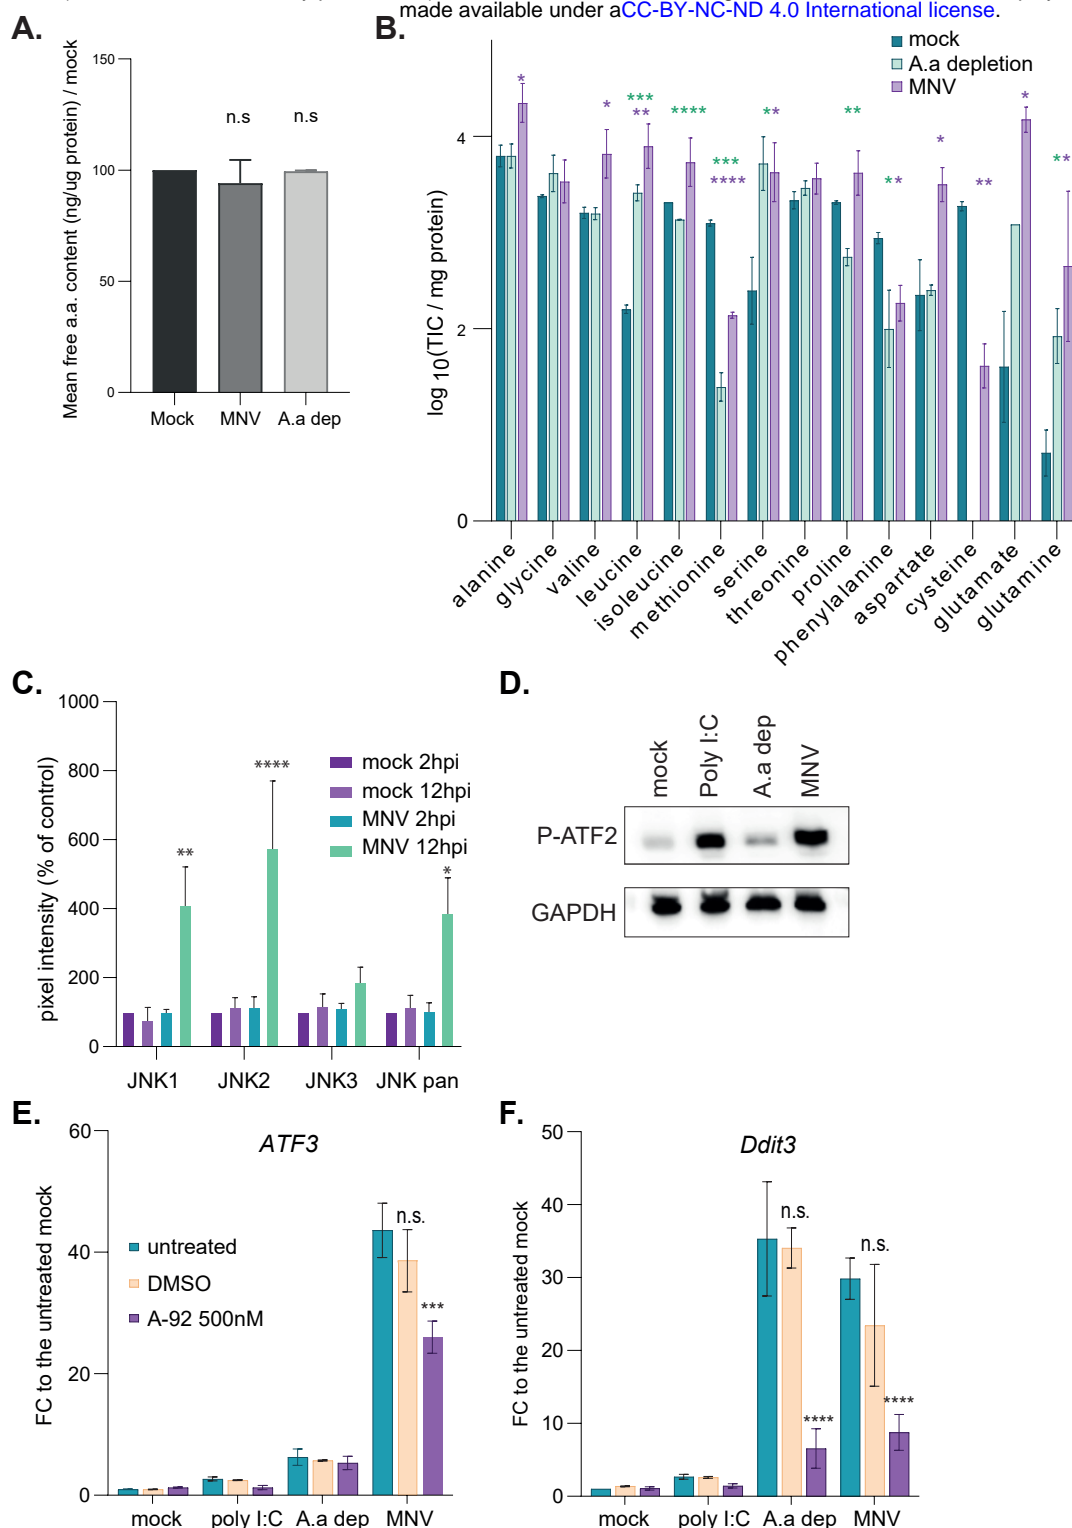 made available under aCC-BY-NC-ND 4.0 International license.
A.
Mean free a.a. content (ng/ug protein) / mock
150
100
50
0
n.s
n.s
Mock
MNV
A.a dep
B.
mock
A.a depletion
MNV
log 10(TIC / mg protein)
4
2
0
*
*
***
**
****
***
****
**
**
**
*
**
*
**
alanine
glycine
valine
leucine
isoleucine
methionine
serine
threonine
proline
phenylalanine
aspartate
cysteine
glutamate
glutamine
C.
pixel intensity (% of control)
1000
800
600
400
200
0
mock 2hpi
mock 12hpi
MNV 2hpi
MNV 12hpi
**
****
*
JNK1
JNK2
JNK3
JNK pan
D.
mock
Poly I:C
A.a dep
MNV
P-ATF2
GAPDH
E.
ATF3
FC to the untreated mock
60
40
20
0
untreated
DMSO
A-92 500nM
n.s.
***
mock
poly I:C
A.a dep
MNV
F.
Ddit3
FC to the untreated mock
50
40
30
20
10
0
n.s.
****
n.s.
****
mock
poly I:C
A.a dep
MNV